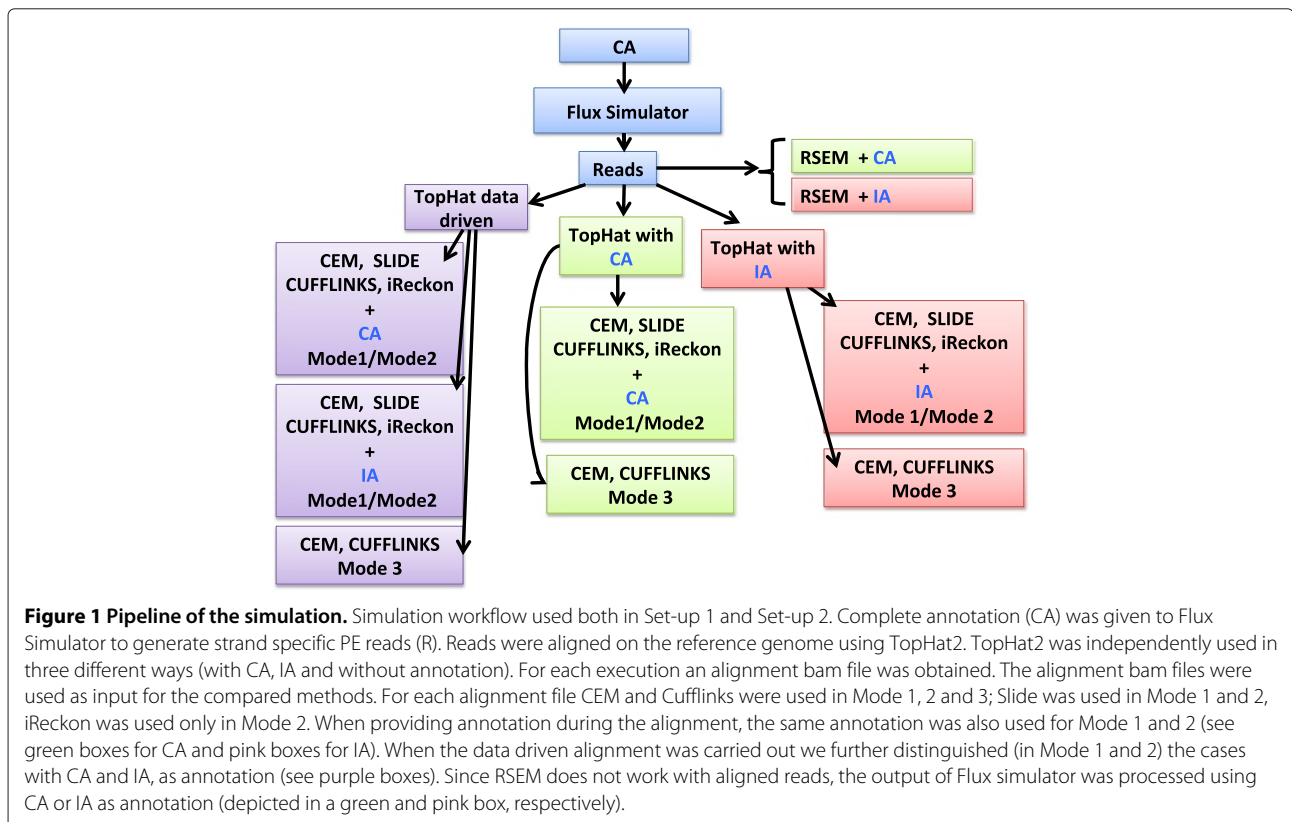 CA
Flux Simulator
Reads
RSEM + CA
RSEM + IA
TopHat data
driven
CEM, SLIDE
CUFFLINKS, iReckon
+
CA
Mode1/Mode2
CEM, SLIDE
CUFFLINKS, iReckon
+
IA
Mode1/Mode2
CEM, CUFFLINKS
Mode 3
TopHat with
CA
CEM, SLIDE
CUFFLINKS, iReckon
+
CA
Mode1/Mode2
CEM, CUFFLINKS
Mode 3
TopHat with
IA
CEM, SLIDE
CUFFLINKS, iReckon
+
IA
Mode 1/Mode 2
CEM, CUFFLINKS
Mode 3
Figure 1 Pipeline of the simulation. Simulation workflow used both in Set-up 1 and Set-up 2. Complete annotation (CA) was given to Flux
Simulator to generate strand specific PE reads (R). Reads were aligned on the reference genome using TopHat2. TopHat2 was independently used in
three different ways (with CA, IA and without annotation). For each execution an alignment bam file was obtained. The alignment bam files were
used as input for the compared methods. For each alignment file CEM and Cufflinks were used in Mode 1, 2 and 3; Slide was used in Mode 1 and 2,
iReckon was used only in Mode 2. When providing annotation during the alignment, the same annotation was also used for Mode 1 and 2 (see
green boxes for CA and pink boxes for IA). When the data driven alignment was carried out we further distinguished (in Mode 1 and 2) the cases
with CA and IA, as annotation (see purple boxes). Since RSEM does not work with aligned reads, the output of Flux simulator was processed using
CA or IA as annotation (depicted in a green and pink box, respectively).